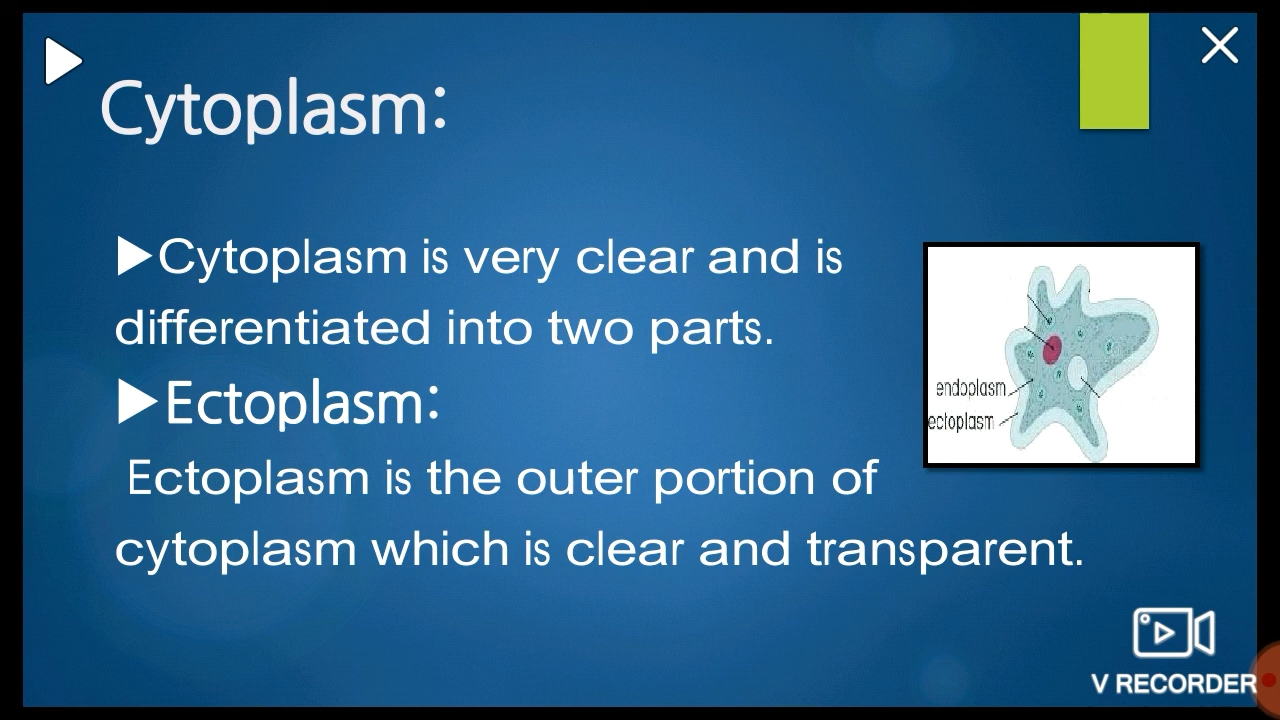 Cytoplasm:
▶Cytoplasm is very clear and is
differentiated into two parts.
▶Ectoplasm:
Ectoplasm is the outer portion of
cytoplasm which is clear and transparent.
endoplasm
ectoplasm
V RECORDER